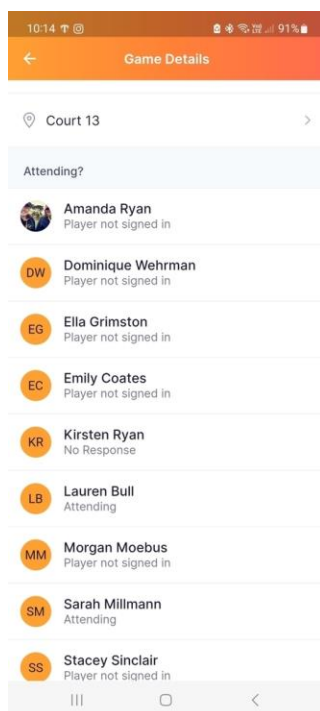 10:14
91%
Game Details
Court 13
Attending?
Amanda Ryan
Player not signed in
DW
Dominique Wehrman
Player not signed in
EG
Ella Grimston
Player not signed in
EC
Emily Coates
Player not signed in
KR
Kirsten Ryan
No Response
LB
Lauren Bull
Attending
MM
Morgan Moebus
Player not signed in
SM
Sarah Millmann
Attending
SS
Stacey Sinclair
Player not signed in